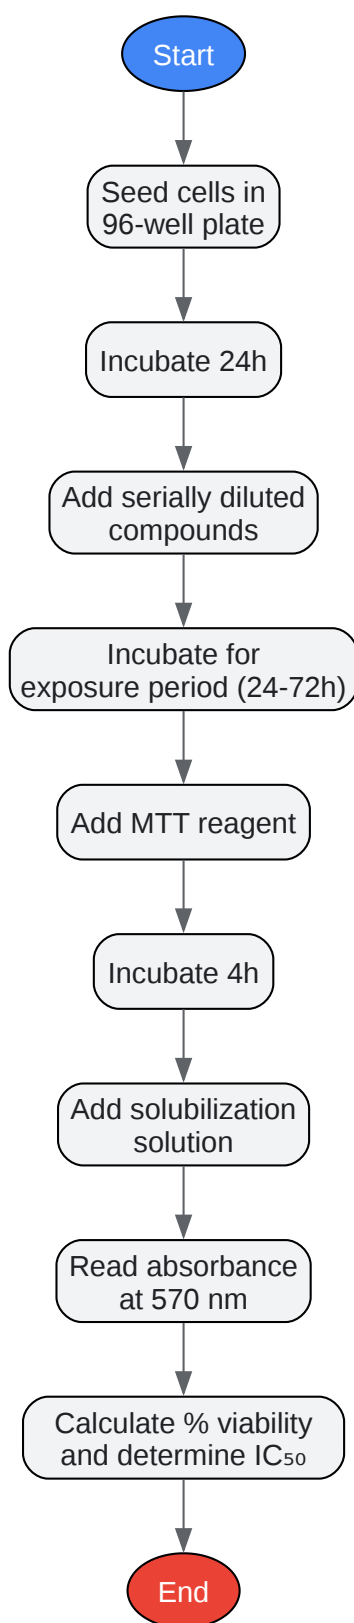 Start
Seed cells in
96-well plate
Incubate 24h
Add serially diluted
compounds
Incubate for
exposure period (24-72h)
Add MTT reagent
Incubate 4h
Add solubilization
solution
Read absorbance
at 570 nm
Calculate % viability
and determine IC₅₀
End